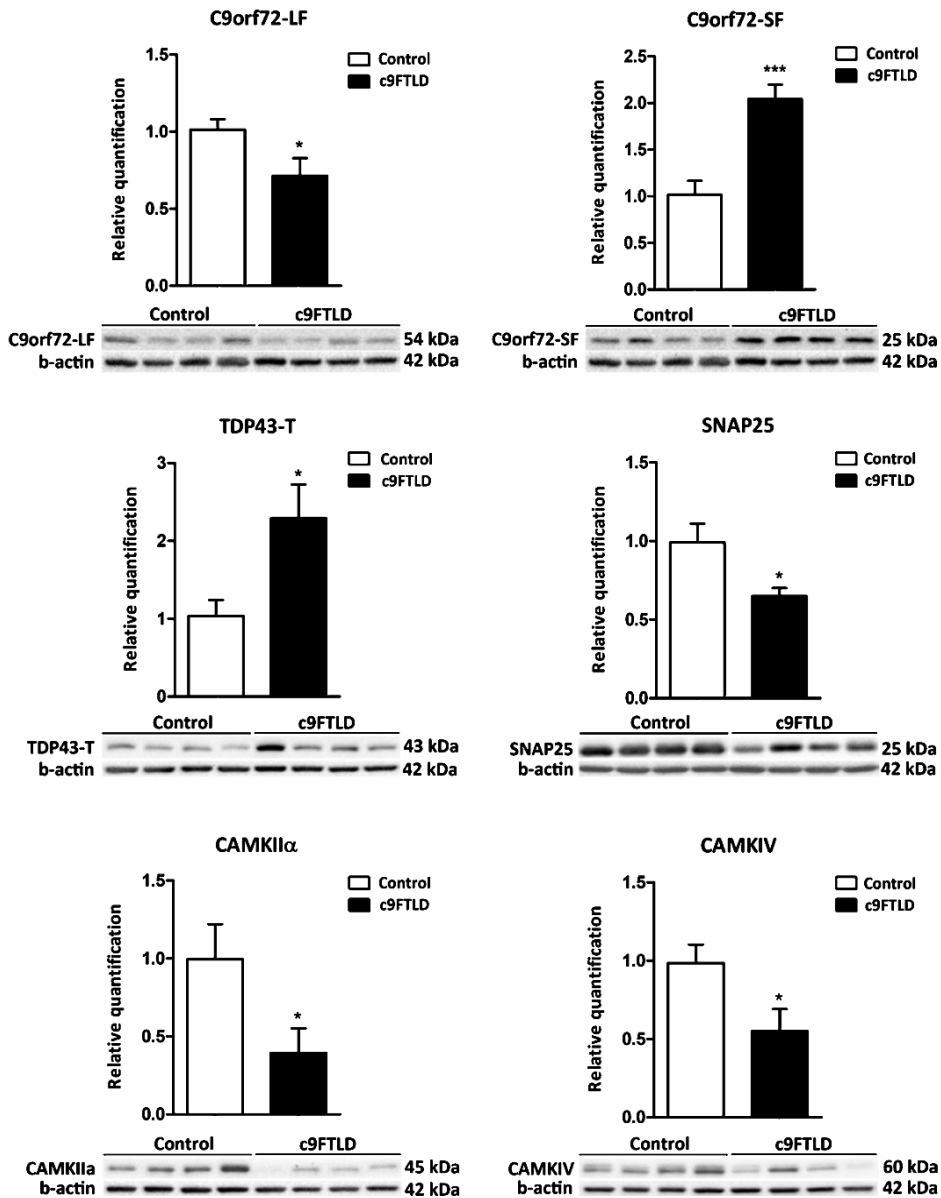 C9orf72-LF
Relative quantification
1.5
1.0
0.5
0.0
*
Control
c9FTLD
Control c9FTLD
C9orf72-LF 54 kDa
b-actin 42 kDa
C9orf72-SF
Relative quantification
2.5
2.0
1.5
1.0
0.5
0.0
***
Control
c9FTLD
Control c9FTLD
C9orf72-SF 25 kDa
b-actin 42 kDa
TDP43-T
Relative quantification
3
2
1
0
*
Control
c9FTLD
Control c9FTLD
TDP43-T 43 kDa
b-actin 42 kDa
SNAP25
Relative quantification
1.5
1.0
0.5
0.0
*
Control
c9FTLD
Control c9FTLD
SNAP25 25 kDa
b-actin 42 kDa
CAMKIIα
Relative quantification
1.5
1.0
0.5
0.0
*
Control
c9FTLD
Control c9FTLD
CAMKIIa 45 kDa
b-actin 42 kDa
CAMKIV
Relative quantification
1.5
1.0
0.5
0.0
*
Control
c9FTLD
Control c9FTLD
CAMKIV 60 kDa
b-actin 42 kDa